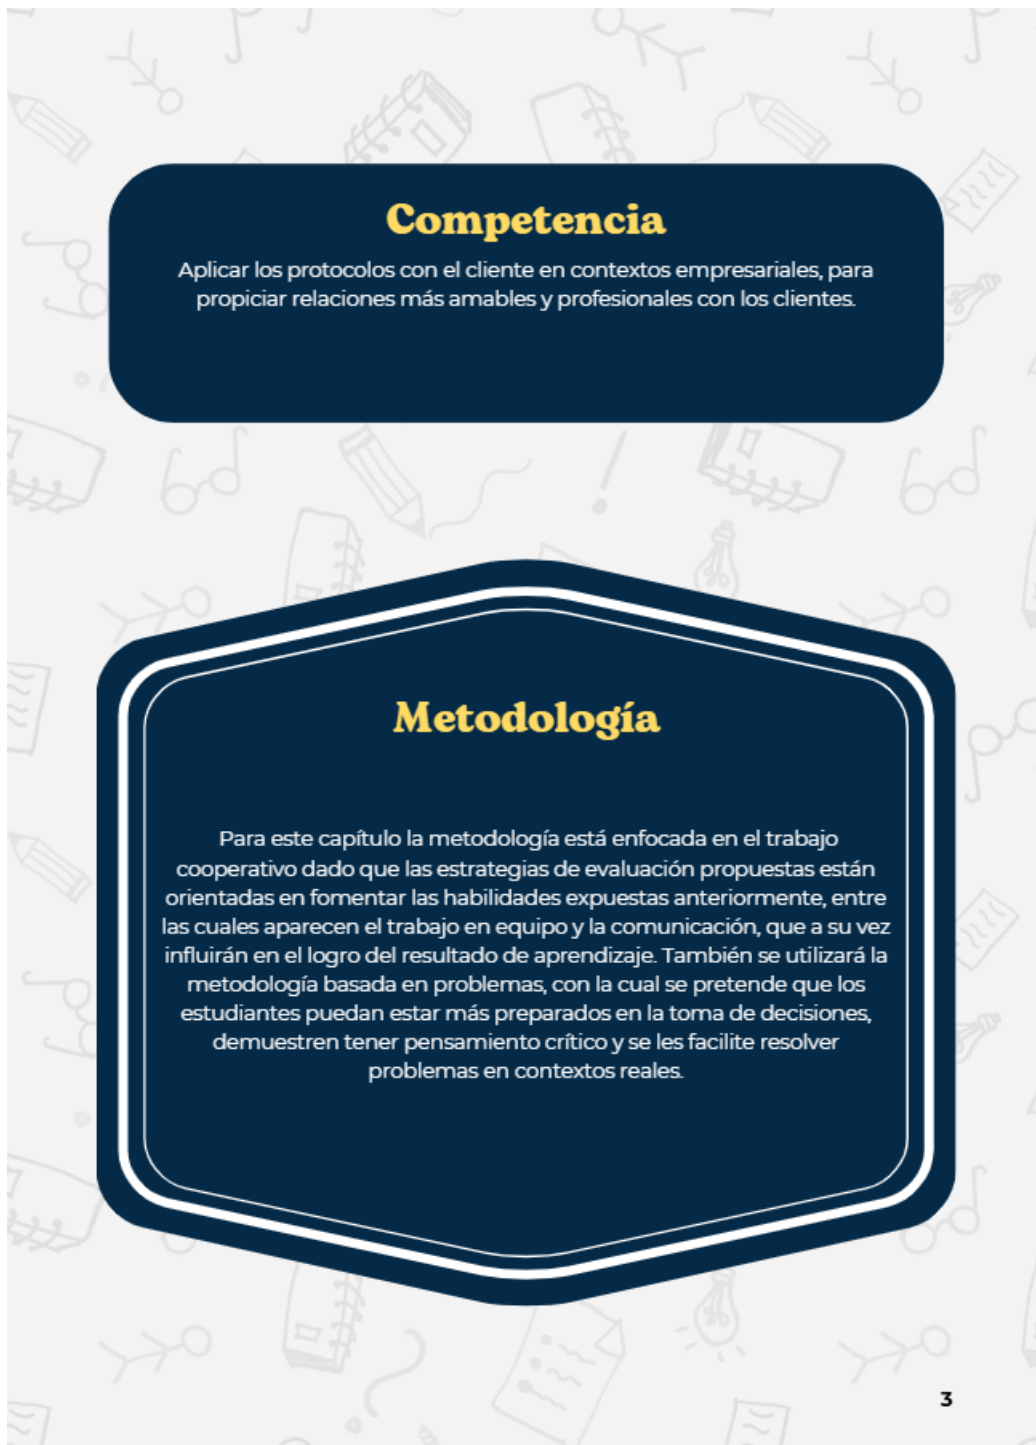 Competencia
Aplicar los protocolos con el cliente en contextos empresariales, para
propiciar relaciones más amables y profesionales con los clientes.
Metodología
Para este capítulo la metodología está enfocada en el trabajo
cooperativo dado que las estrategias de evaluación propuestas están
orientadas en fomentar las habilidades expuestas anteriormente, entre
las cuales aparecen el trabajo en equipo y la comunicación, que a su vez
influirán en el logro del resultado de aprendizaje. También se utilizará la
metodología basada en problemas, con la cual se pretende que los
estudiantes puedan estar más preparados en la toma de decisiones,
demuestren tener pensamiento crítico y se les facilite resolver
problemas en contextos reales.
3